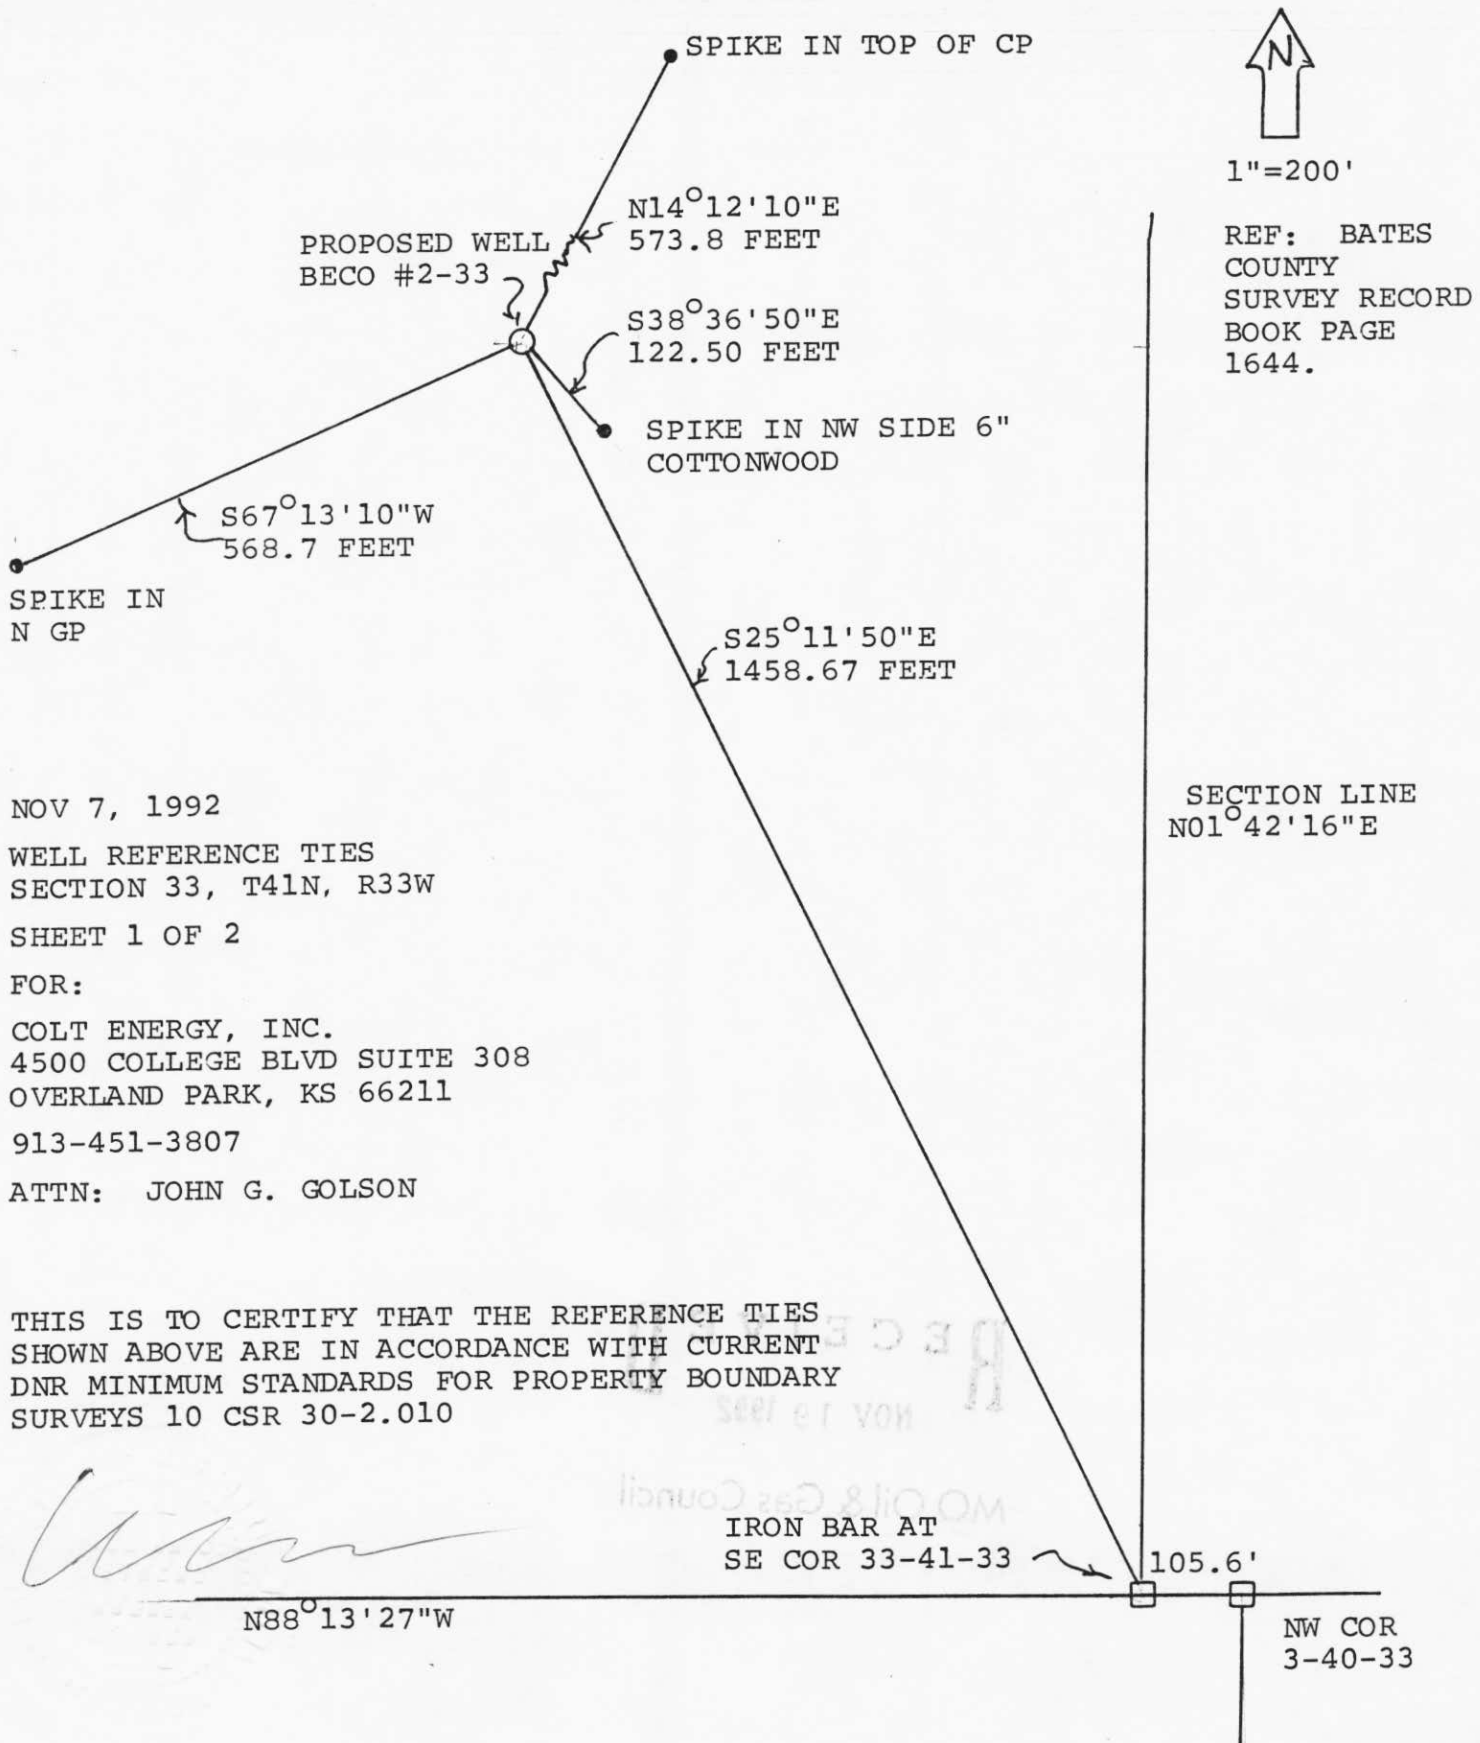 SPIKE IN TOP OF CP
N
1"=200'
N14°12'10"E
573.8 FEET
PROPOSED WELL
BECO #2-33
REF: BATES
COUNTY
SURVEY RECORD
BOOK PAGE
1644.
S38°36'50"E
122.50 FEET
SPIKE IN NW SIDE 6"
COTTONWOOD
S67°13'10"W
568.7 FEET
SPIKE IN
N GP
S25°11'50"E
1458.67 FEET
SECTION LINE
N01°42'16"E
NOV 7, 1992
WELL REFERENCE TIES
SECTION 33, T41N, R33W
SHEET 1 OF 2
FOR:
COLT ENERGY, INC.
4500 COLLEGE BLVD SUITE 308
OVERLAND PARK, KS 66211
913-451-3807
ATTN: JOHN G. GOLSON
THIS IS TO CERTIFY THAT THE REFERENCE TIES
SHOWN ABOVE ARE IN ACCORDANCE WITH CURRENT
DNR MINIMUM STANDARDS FOR PROPERTY BOUNDARY
SURVEYS 10 CSR 30-2.010
RECEIVED
NOV 19 1992
MO Oil & Gas Council
IRON BAR AT
SE COR 33-41-33
105.6'
N88°13'27"W
NW COR
3-40-33